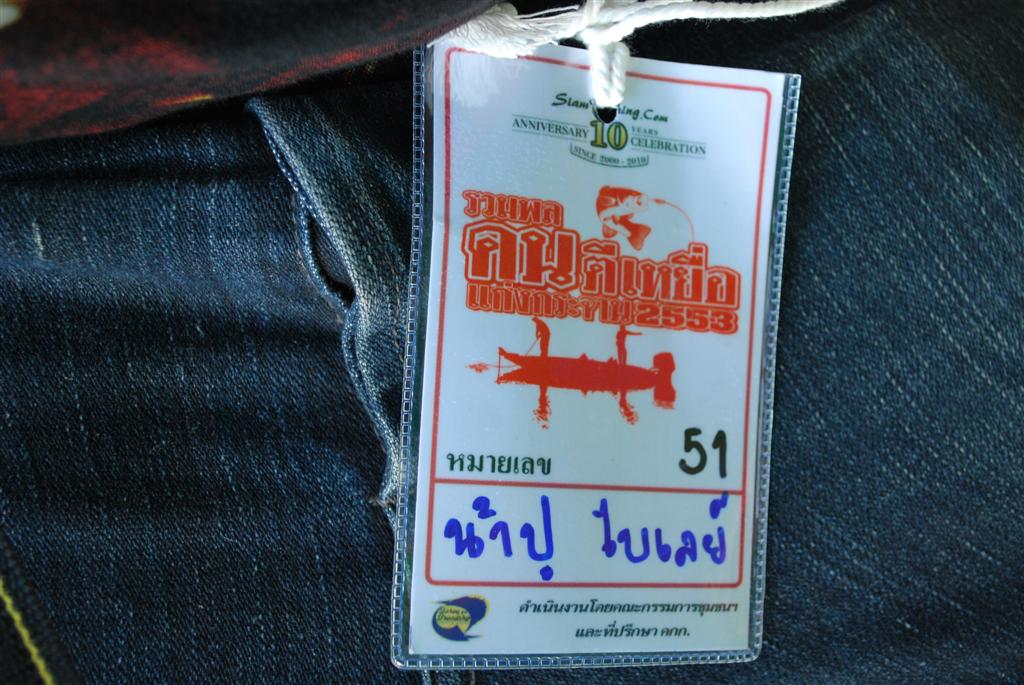 Siam ing.Com
ANNIVERSARY 10 YEARS CELEBRATION
SINCE 2000 - 2010
รวมพล
คน ตีเหยื่อ
แก่งกระจาน 2553
หมายเลข 51
น้าปู ไบเลย์
ดำเนินงานโดยคณะกรรมการชุมชนฯ
และที่ปรึกษา คกก.